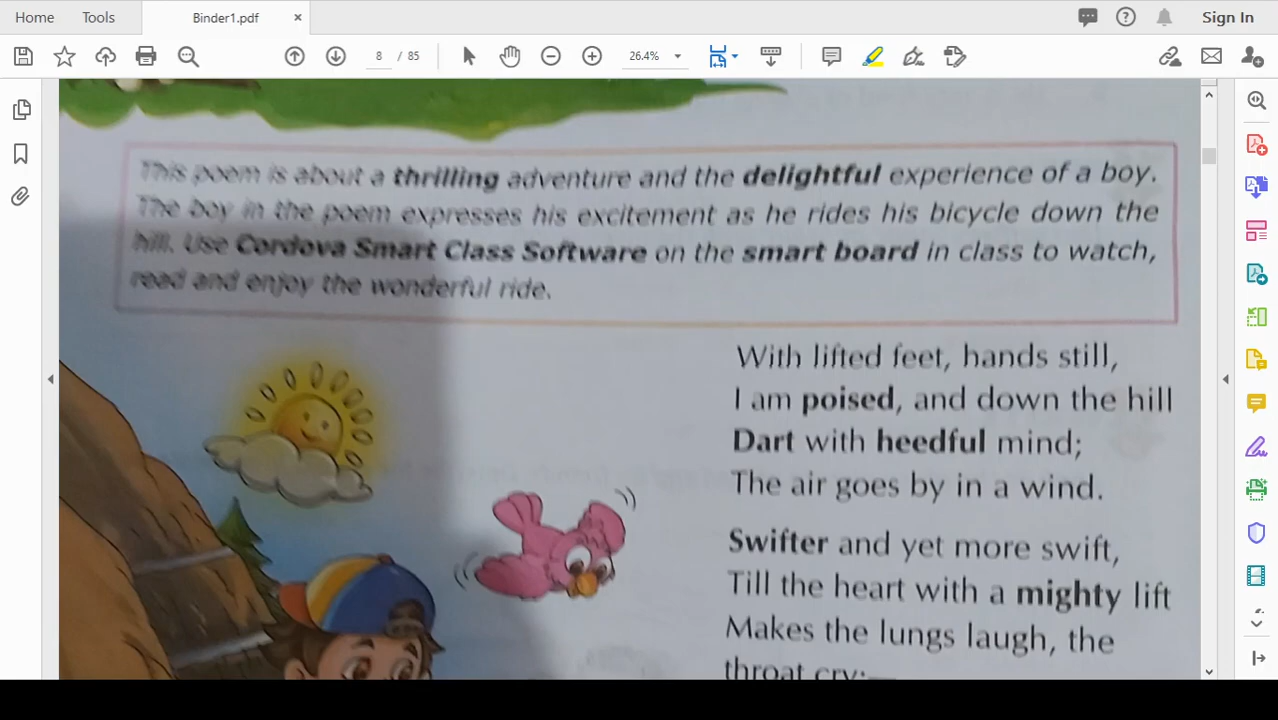 Home Tools Binder1.pdf × Sign In
8 / 85 26.4%
This poem is about a thrilling adventure and the delightful experience of a boy.
The boy in the poem expresses his excitement as he rides his bicycle down the
hill. Use Cordova Smart Class Software on the smart board in class to watch,
read and enjoy the wonderful ride.
With lifted feet, hands still,
I am poised, and down the hill
Dart with heedful mind;
The air goes by in a wind.
Swifter and yet more swift,
Till the heart with a mighty lift
Makes the lungs laugh, the
throat cry:—